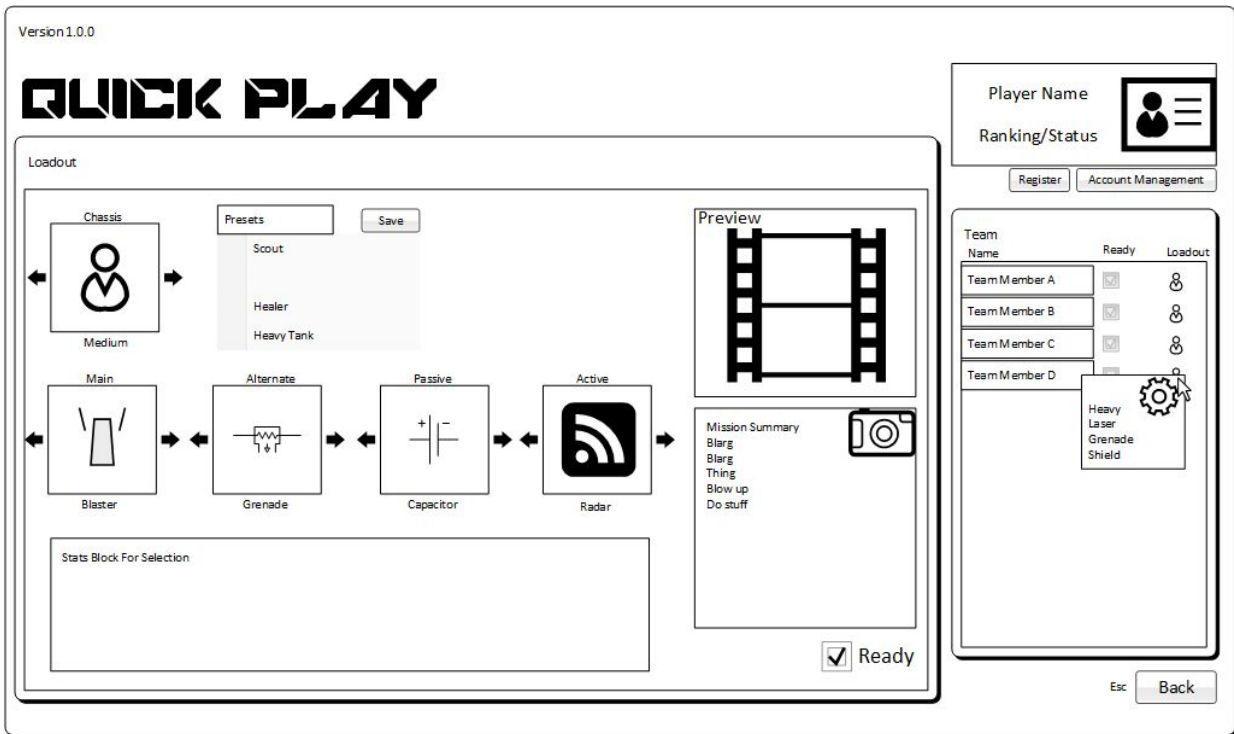 Version 1.0.0
QUICK PLAY
Player Name
Ranking/Status
Register
Account Management
Loadout
Chassis
Medium
Presets
Save
Scout
Healer
Heavy Tank
Preview
Main
Alternate
Passive
Active
+ −
Blaster
Grenade
Capacitor
Radar
Mission Summary
Blarg
Blarg
Thing
Blow up
Do stuff
Stats Block For Selection
Ready
Team
Name
Ready
Loadout
Team Member A
Team Member B
Team Member C
Team Member D
Heavy
Laser
Grenade
Shield
Esc
Back